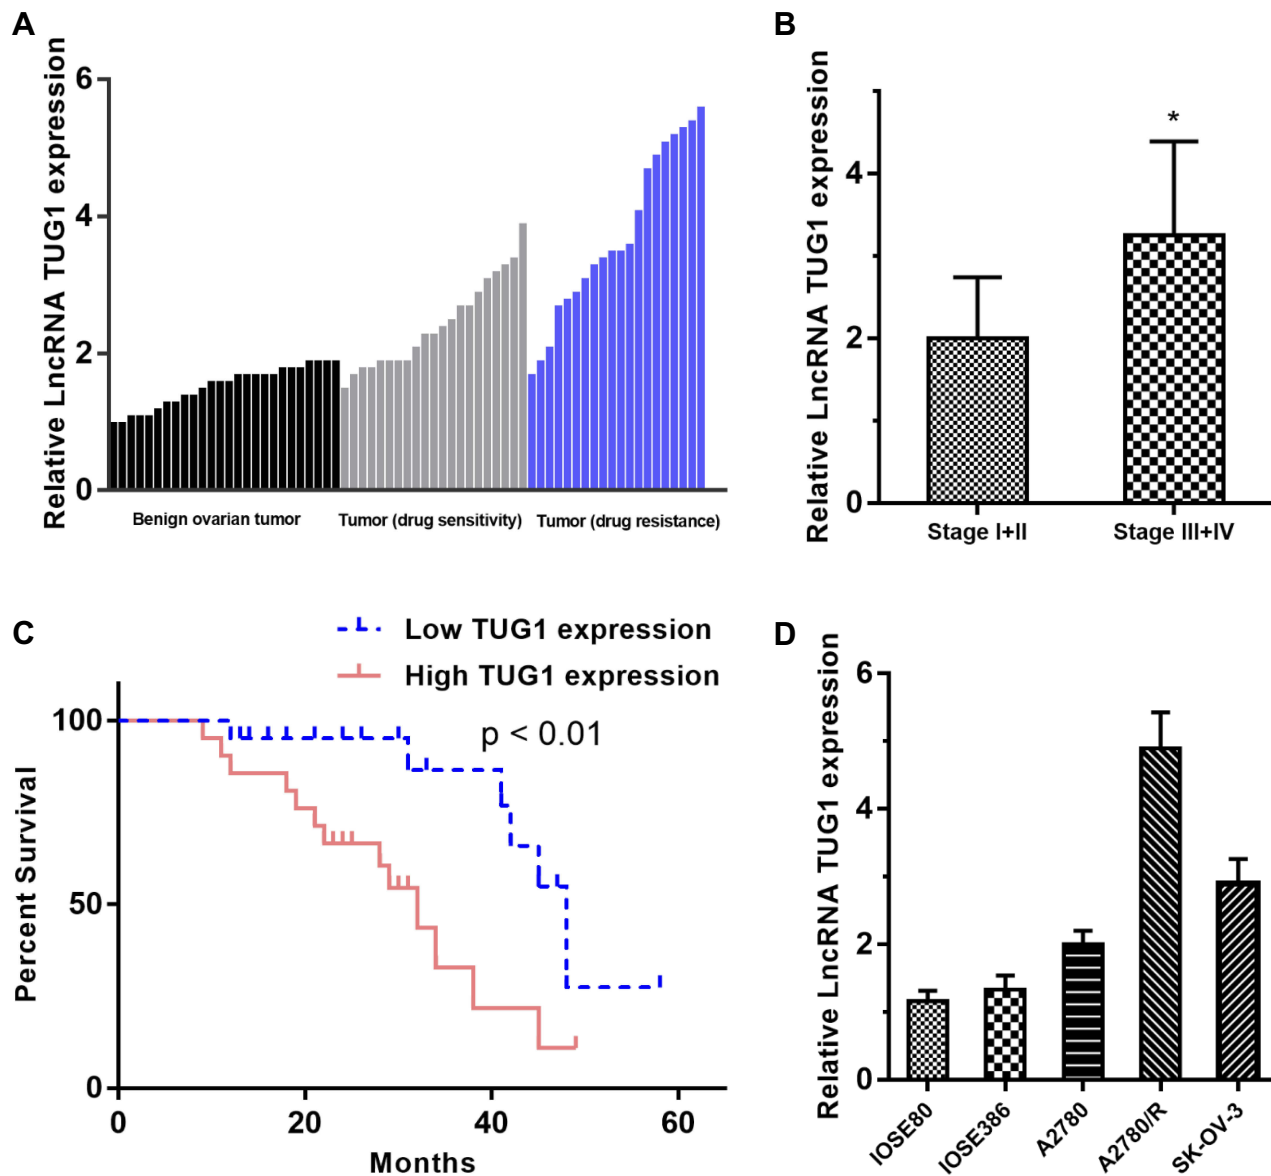 A
Relative LncRNA TUG1 expression
6
4
2
0
Benign ovarian tumor
Tumor (drug sensitivity)
Tumor (drug resistance)
B
Relative LncRNA TUG1 expression
4
2
0
*
Stage I+II
Stage III+IV
C
Low TUG1 expression
High TUG1 expression
p < 0.01
Percent Survival
100
50
0
0
20
40
60
Months
D
Relative LncRNA TUG1 expression
6
4
2
0
IOSE80
IOSE386
A2780
A2780/R
SK-OV-3